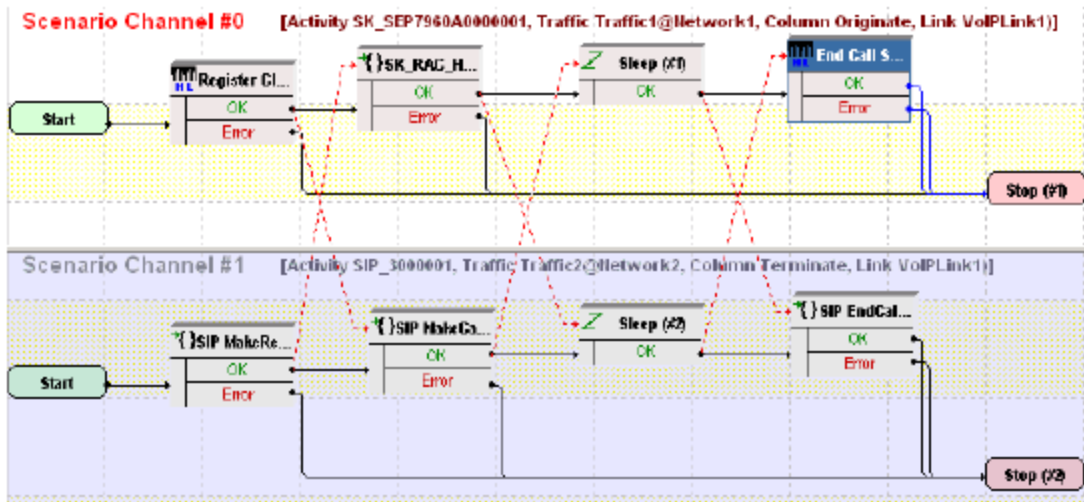 Scenario Channel #0 [Activity SK_SEP7960A0000001, Traffic Traffic1@Network1, Column Originate, Link VoIPLink1)]
Register Cl...
OK
Error
{}SK_RAC_H...
OK
Error
Sleep (#1)
OK
End Call S...
OK
Error
Start
Stop (#1)
Scenario Channel #1 [Activity SIP_3000001, Traffic Traffic2@Network2, Column Terminate, Link VoIPLink1)]
{}SIP MakeRe...
OK
Error
{}SIP MakeCa...
OK
Error
Sleep (#2)
OK
{}SIP EndCal...
OK
Error
Start
Stop (#2)